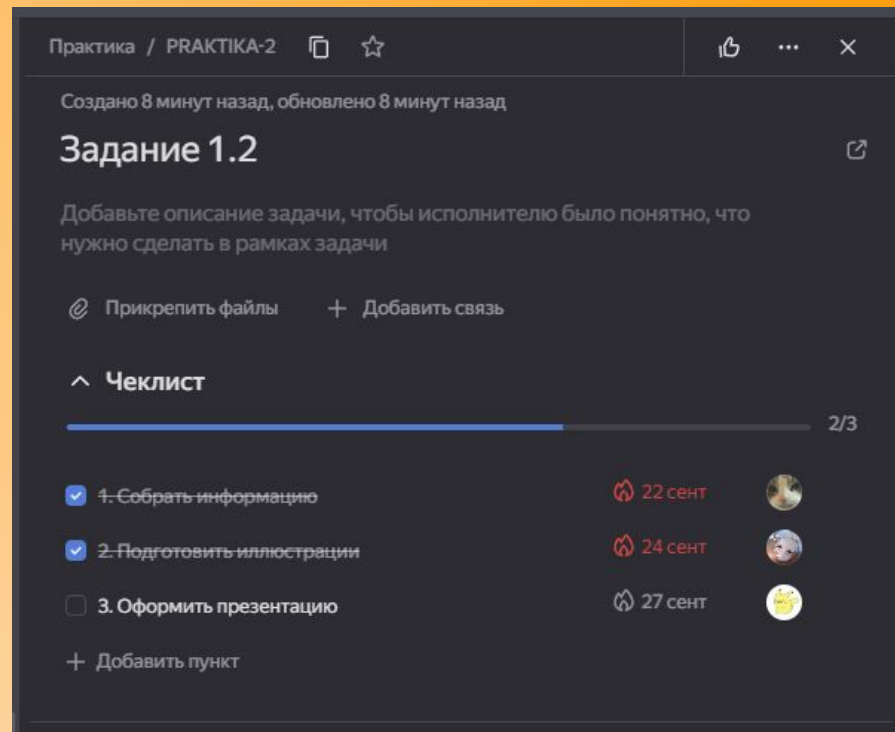 Практика / PRAKTIKA-2
Создано 8 минут назад, обновлено 8 минут назад
Задание 1.2
Добавьте описание задачи, чтобы исполнителю было понятно, что
нужно сделать в рамках задачи
Прикрепить файлы + Добавить связь
Чеклист
2/3
1. Собрать информацию 22 сент
2. Подготовить иллюстрации 24 сент
3. Оформить презентацию 27 сент
+ Добавить пункт